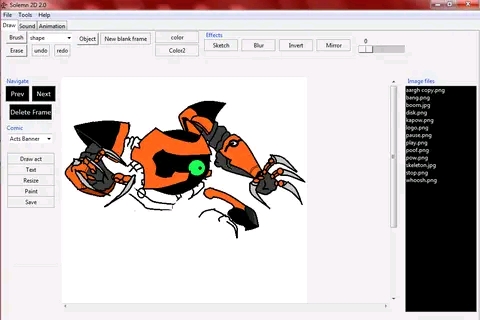 Solemn 2D 2.0
File Tools Help
Draw Sound Animation
Brush shape Object New blank frame color
Erase undo redo Color2
Effects
Sketch Blur Invert Mirror
0
Navigate
Prev Next
Delete Frame
Comic
Acts Banner
Draw act
Text
Resize
Paint
Save
Image files
aargh copy.png
bang.png
boom.jpg
disk.png
kapow.png
logo.png
pause.png
play.png
poof.png
pow.png
skeleton.jpg
stop.png
whoosh.png